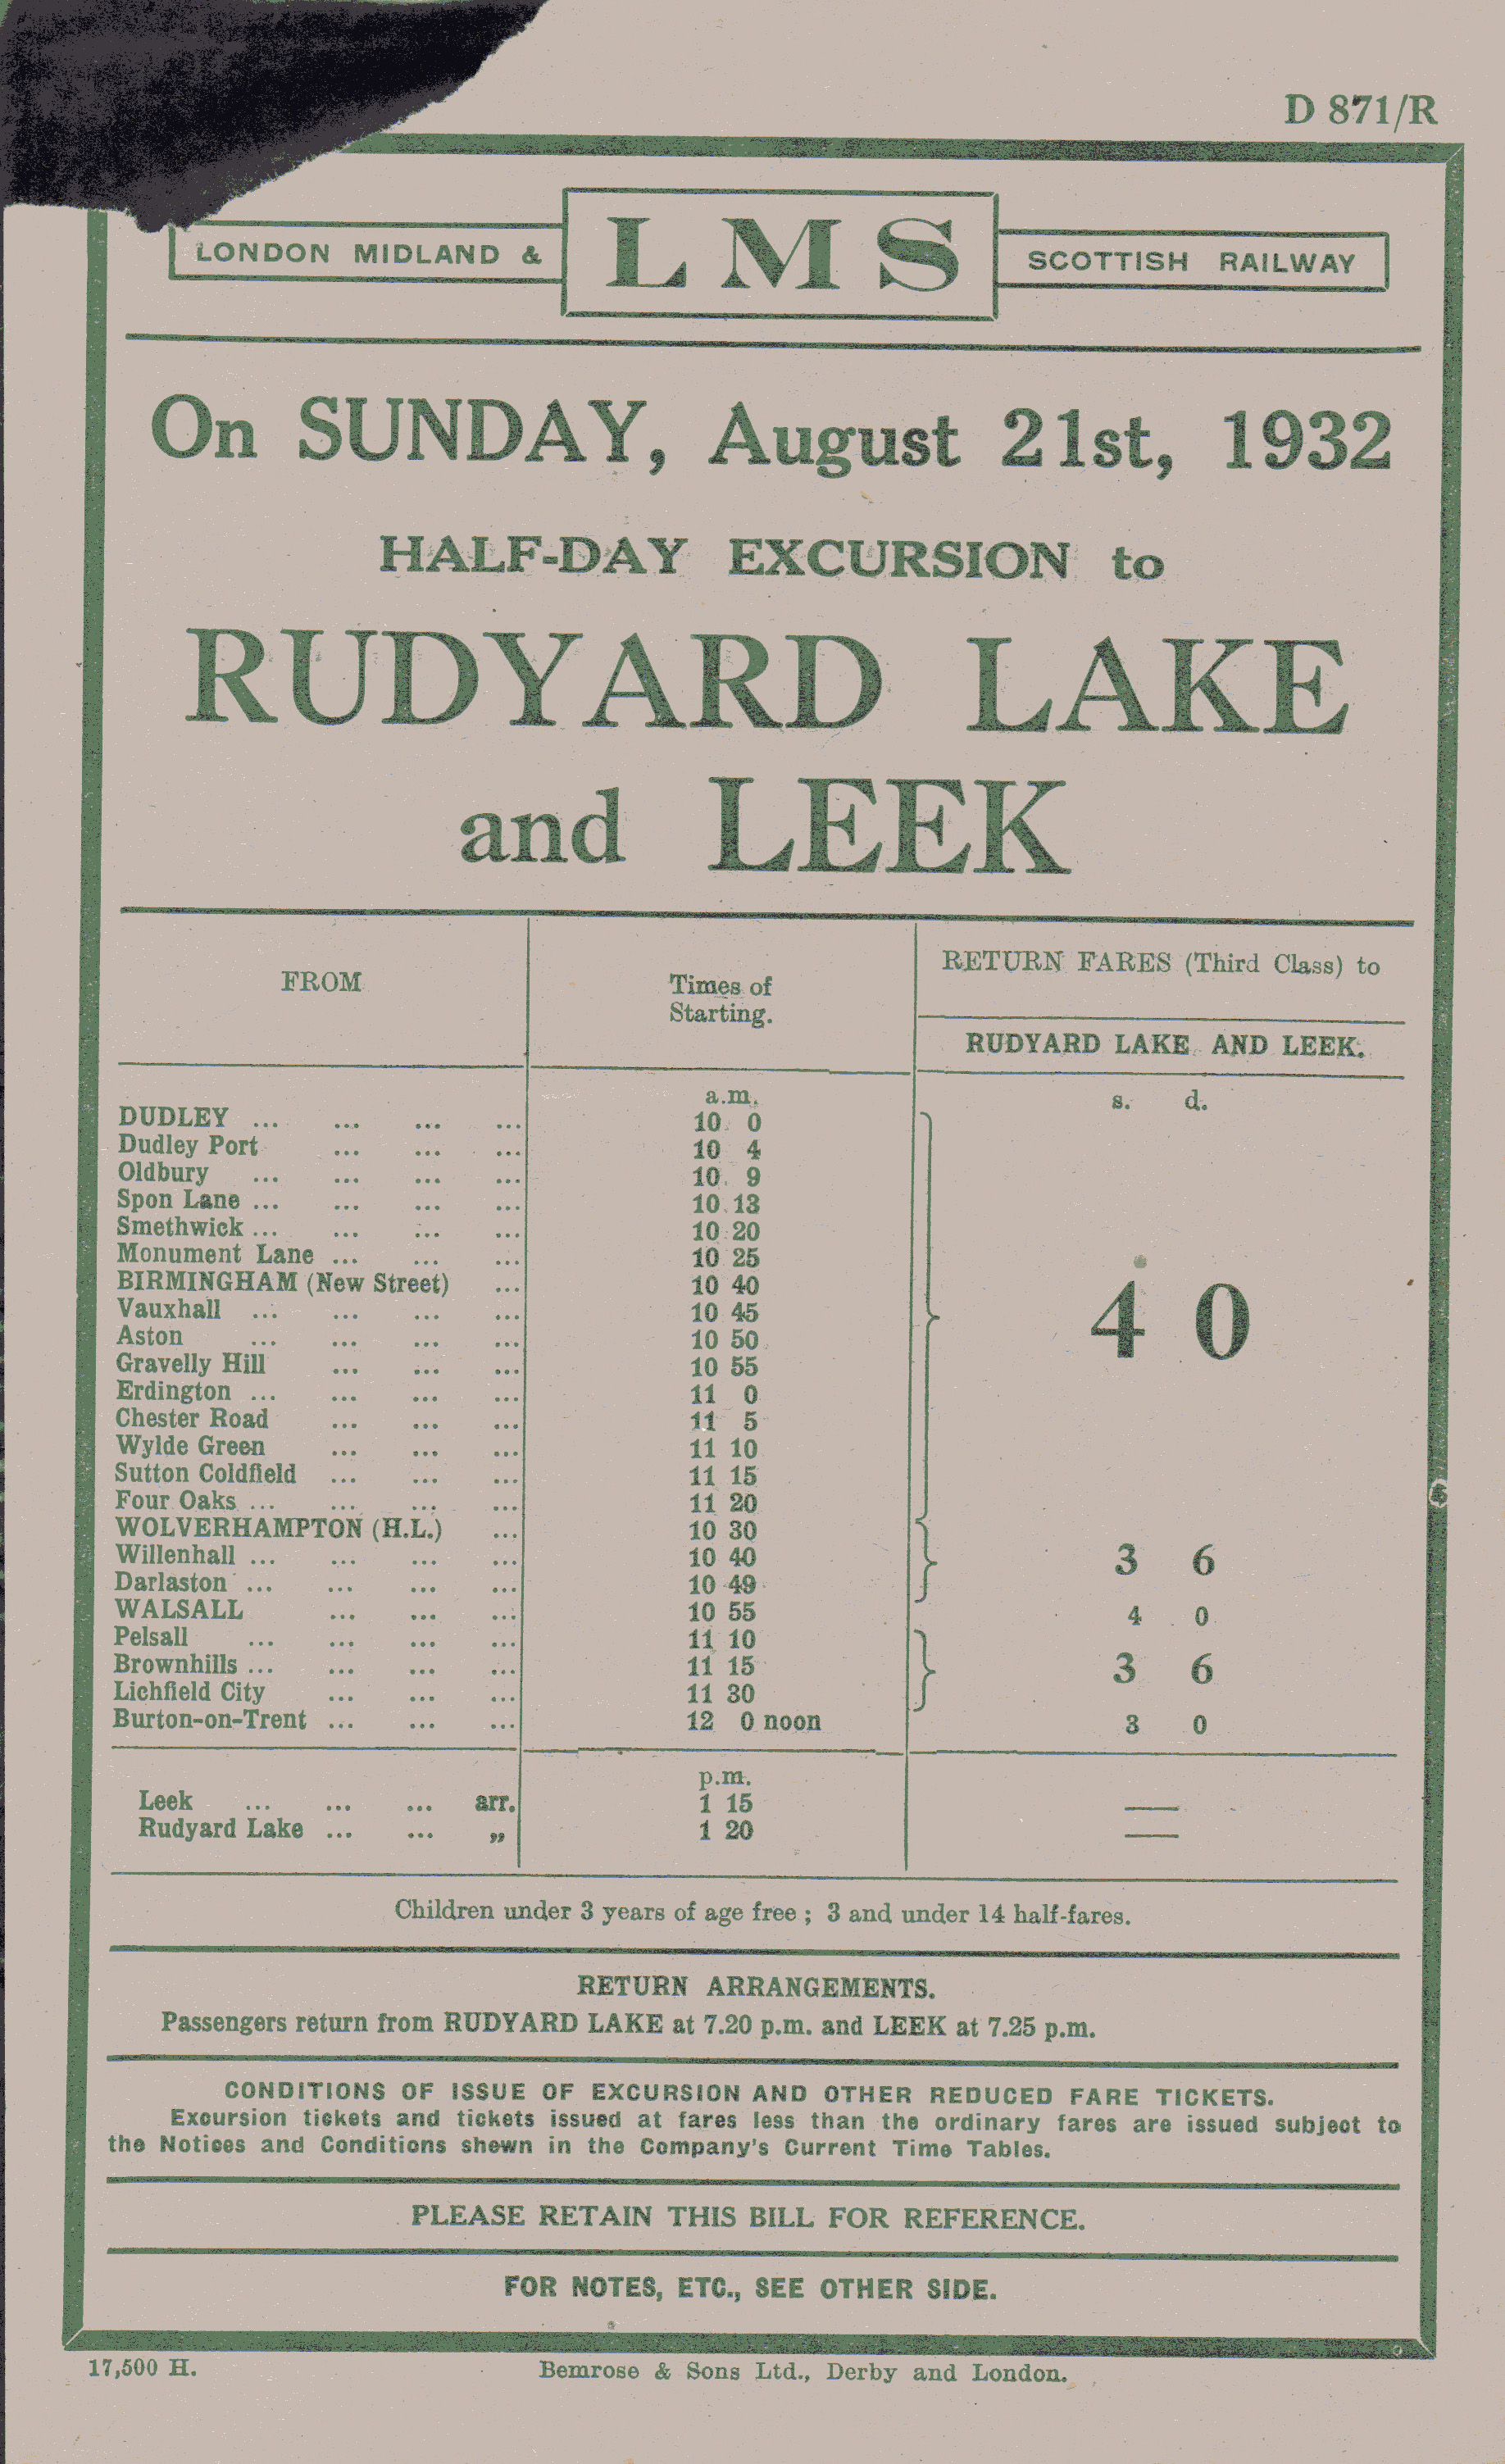 D 871/R
LONDON MIDLAND & LMS SCOTTISH RAILWAY
On SUNDAY, August 21st, 1932
HALF-DAY EXCURSION to
RUDYARD LAKE
and LEEK
FROM
Times of
Starting.
RETURN FARES (Third Class) to
RUDYARD LAKE AND LEEK.
a.m. s. d.
DUDLEY ... ... ... ... 10 0
Dudley Port ... ... ... 10 4
Oldbury ... ... ... ... 10 9
Spon Lane ... ... ... ... 10 13
Smethwick ... ... ... ... 10 20
Monument Lane ... ... ... 10 25
BIRMINGHAM (New Street) ... 10 40
Vauxhall ... ... ... ... 10 45
Aston ... ... ... ... 10 50 4 0
Gravelly Hill ... ... ... 10 55
Erdington ... ... ... ... 11 0
Chester Road ... ... ... 11 5
Wylde Green ... ... ... 11 10
Sutton Coldfield ... ... ... 11 15
Four Oaks ... ... ... ... 11 20
WOLVERHAMPTON (H.L.) ... 10 30
Willenhall ... ... ... ... 10 40 3 6
Darlaston ... ... ... ... 10 49
WALSALL ... ... ... 10 55 4 0
Pelsall ... ... ... ... 11 10
Brownhills ... ... ... ... 11 15 3 6
Lichfield City ... ... ... 11 30
Burton-on-Trent ... ... ... 12 0 noon 3 0
p.m.
Leek ... ... ... arr. 1 15 —
Rudyard Lake ... ... „ 1 20 —
Children under 3 years of age free ; 3 and under 14 half-fares.
RETURN ARRANGEMENTS.
Passengers return from RUDYARD LAKE at 7.20 p.m. and LEEK at 7.25 p.m.
CONDITIONS OF ISSUE OF EXCURSION AND OTHER REDUCED FARE TICKETS.
Excursion tickets and tickets issued at fares less than the ordinary fares are issued subject to
the Notices and Conditions shewn in the Company's Current Time Tables.
PLEASE RETAIN THIS BILL FOR REFERENCE.
FOR NOTES, ETC., SEE OTHER SIDE.
17,500 H.
Bemrose & Sons Ltd., Derby and London.